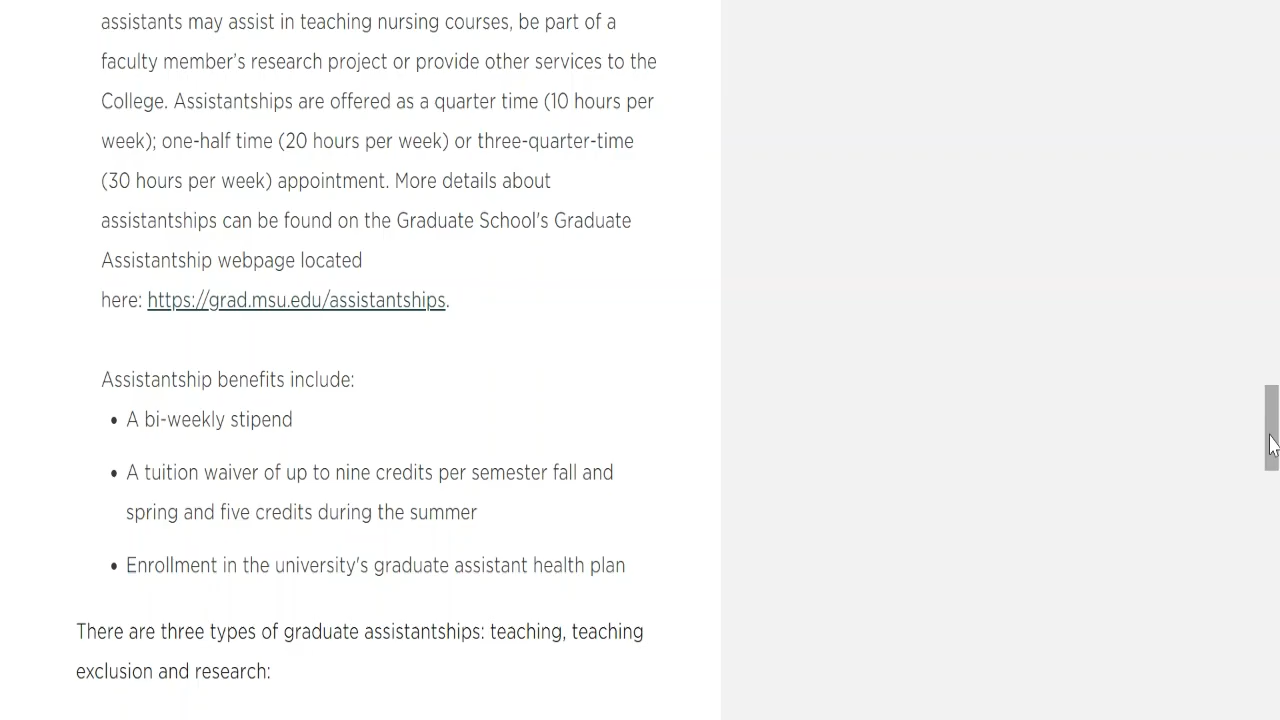 assistants may assist in teaching nursing courses, be part of a
faculty member's research project or provide other services to the
College. Assistantships are offered as a quarter time (10 hours per
week); one-half time (20 hours per week) or three-quarter-time
(30 hours per week) appointment. More details about
assistantships can be found on the Graduate School's Graduate
Assistantship webpage located
here: https://grad.msu.edu/assistantships.
Assistantship benefits include:
• A bi-weekly stipend
• A tuition waiver of up to nine credits per semester fall and
spring and five credits during the summer
• Enrollment in the university's graduate assistant health plan
There are three types of graduate assistantships: teaching, teaching
exclusion and research: